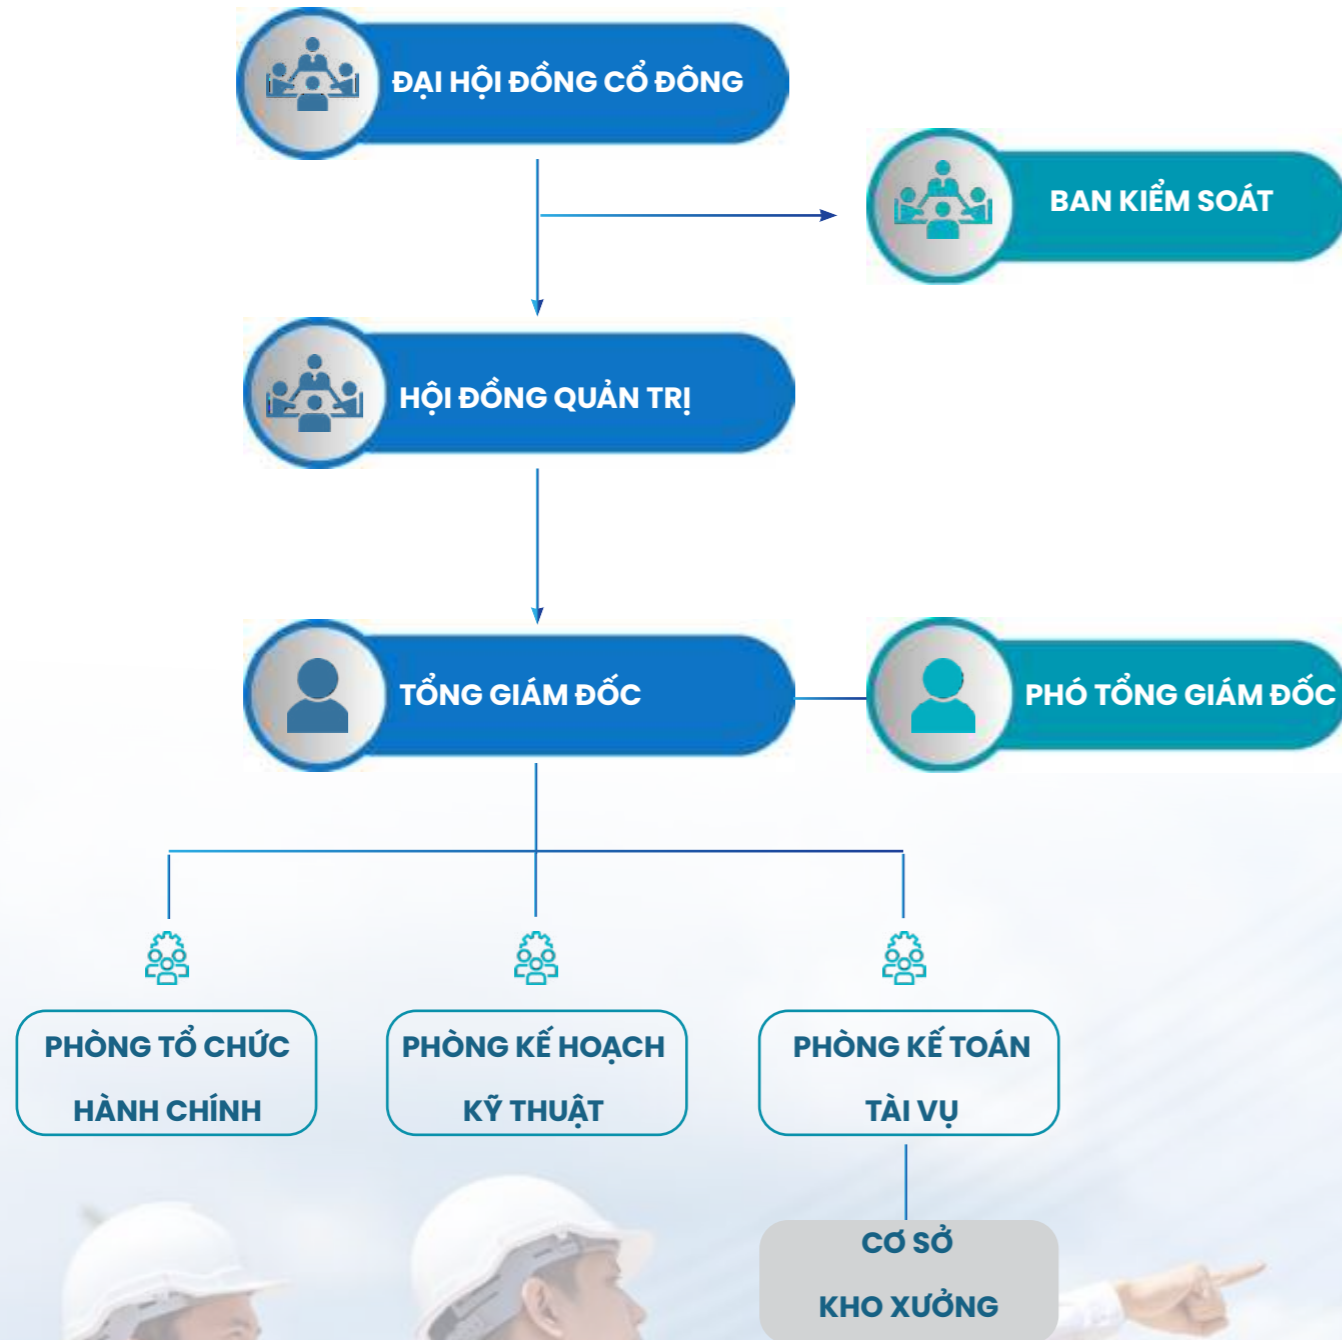 ĐẠI HỘI ĐỒNG CỔ ĐÔNG
BAN KIỂM SOÁT
HỘI ĐỒNG QUẢN TRỊ
TỔNG GIÁM ĐỐC
PHÓ TỔNG GIÁM ĐỐC
PHÒNG TỔ CHỨC
HÀNH CHÍNH
PHÒNG KẾ HOẠCH
KỸ THUẬT
PHÒNG KẾ TOÁN
TÀI VỤ
CƠ SỞ
KHO XƯỞNG